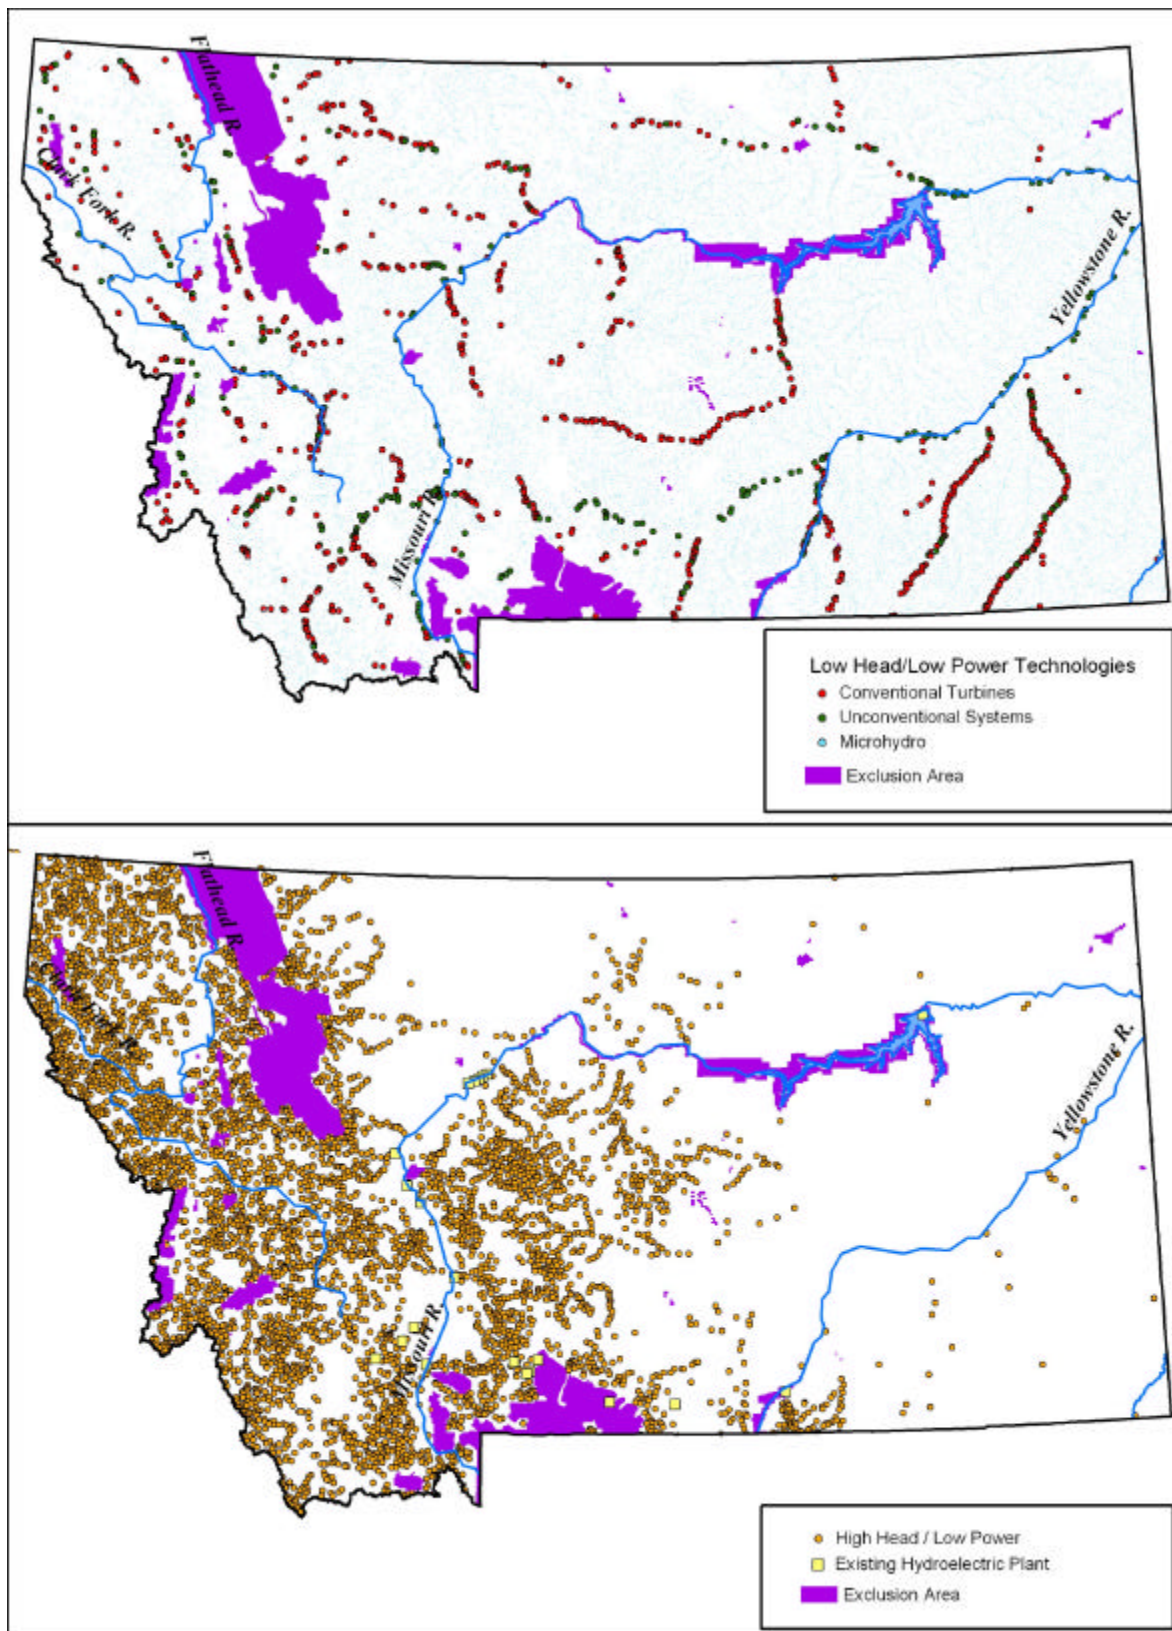 Flathead R.
Clark Fork R.
Yellowstone R.
Missouri R.
Low Head/Low Power Technologies
Conventional Turbines
Unconventional Systems
Microhydro
Exclusion Area
Flathead R.
Clark Fork R.
Yellowstone R.
Missouri R.
High Head / Low Power
Existing Hydroelectric Plant
Exclusion Area